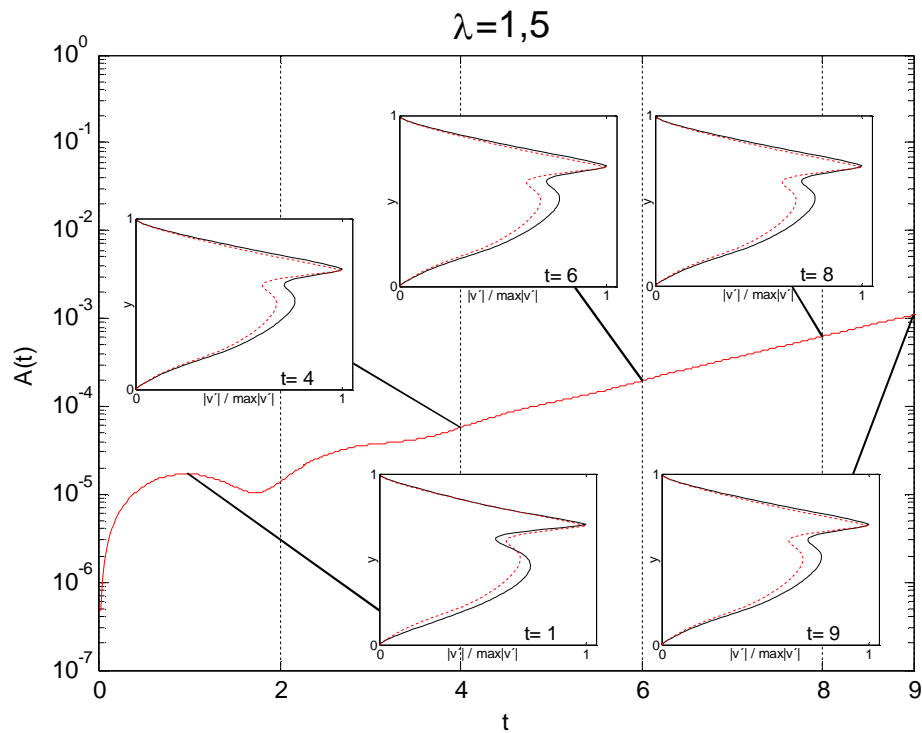 λ=1,5
A(t)
10^0
10^-1
10^-2
10^-3
10^-4
10^-5
10^-6
10^-7
0 2 4 6 8 9
t
1
y
0
t= 4
0 |v´| / max|v´| 1
1
y
0
t= 6
0 |v´| / max|v´| 1
1
y
0
t= 8
0 |v´| / max|v´| 1
1
y
0
t= 1
0 |v´| / max|v´| 1
1
y
0
t= 9
0 |v´| / max|v´| 1